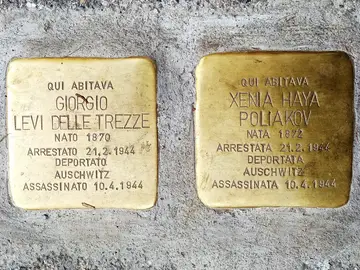 QUI ABITAVA
GIORGIO
LEVI DELLE TREZZE
NATO 1870
ARRESTATO 21.2.1944
DEPORTATO
AUSCHWITZ
ASSASSINATO 10.4.1944
QUI ABITAVA
XENIA HAYA
POLIAKOV
NATA 1872
ARRESTATA 21.2.1944
DEPORTATA
AUSCHWITZ
ASSASSINATA 10.4.1944